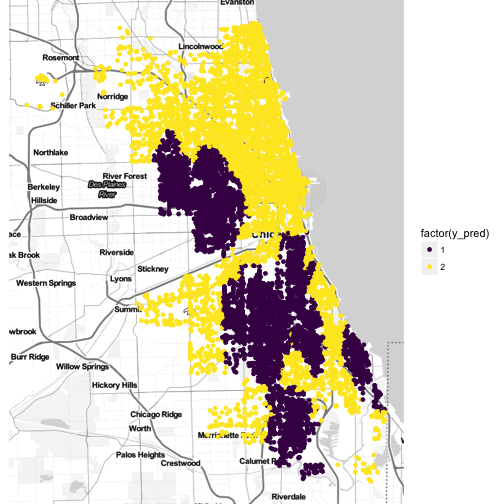 Evanston
Lincolnwood
Rosemont
Norridge
Schiller Park
Northlake
River Forest
Berkeley
Des Plaines
River
Hillside
Broadview
Chic
ace
Riverside
ak Brook
Stickney
Lyons
Western Springs
Summi
wbrook
Burr Ridge
Willow Springs
Hickory Hills
Chicago Ridge
Worth
Palos Heights
Crestwood
Calumet P
Riverdale
factor(y_pred)
1
2